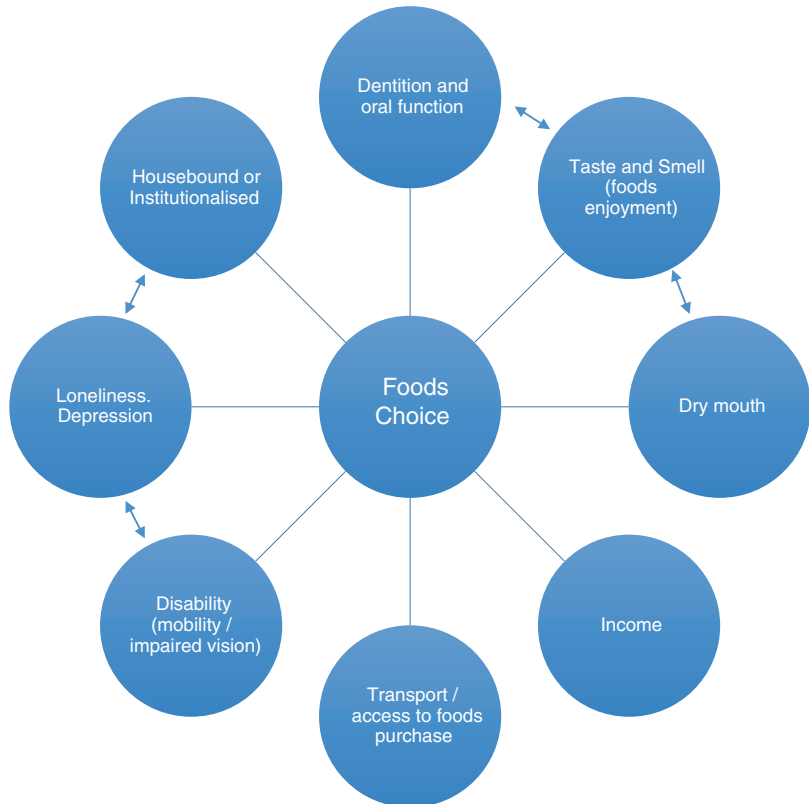 Dentition and
oral function
Taste and Smell
(foods
enjoyment)
Dry mouth
Income
Transport /
access to foods
purchase
Disability
(mobility /
impaired vision)
Loneliness.
Depression
Housebound or
Institutionalised
Foods
Choice